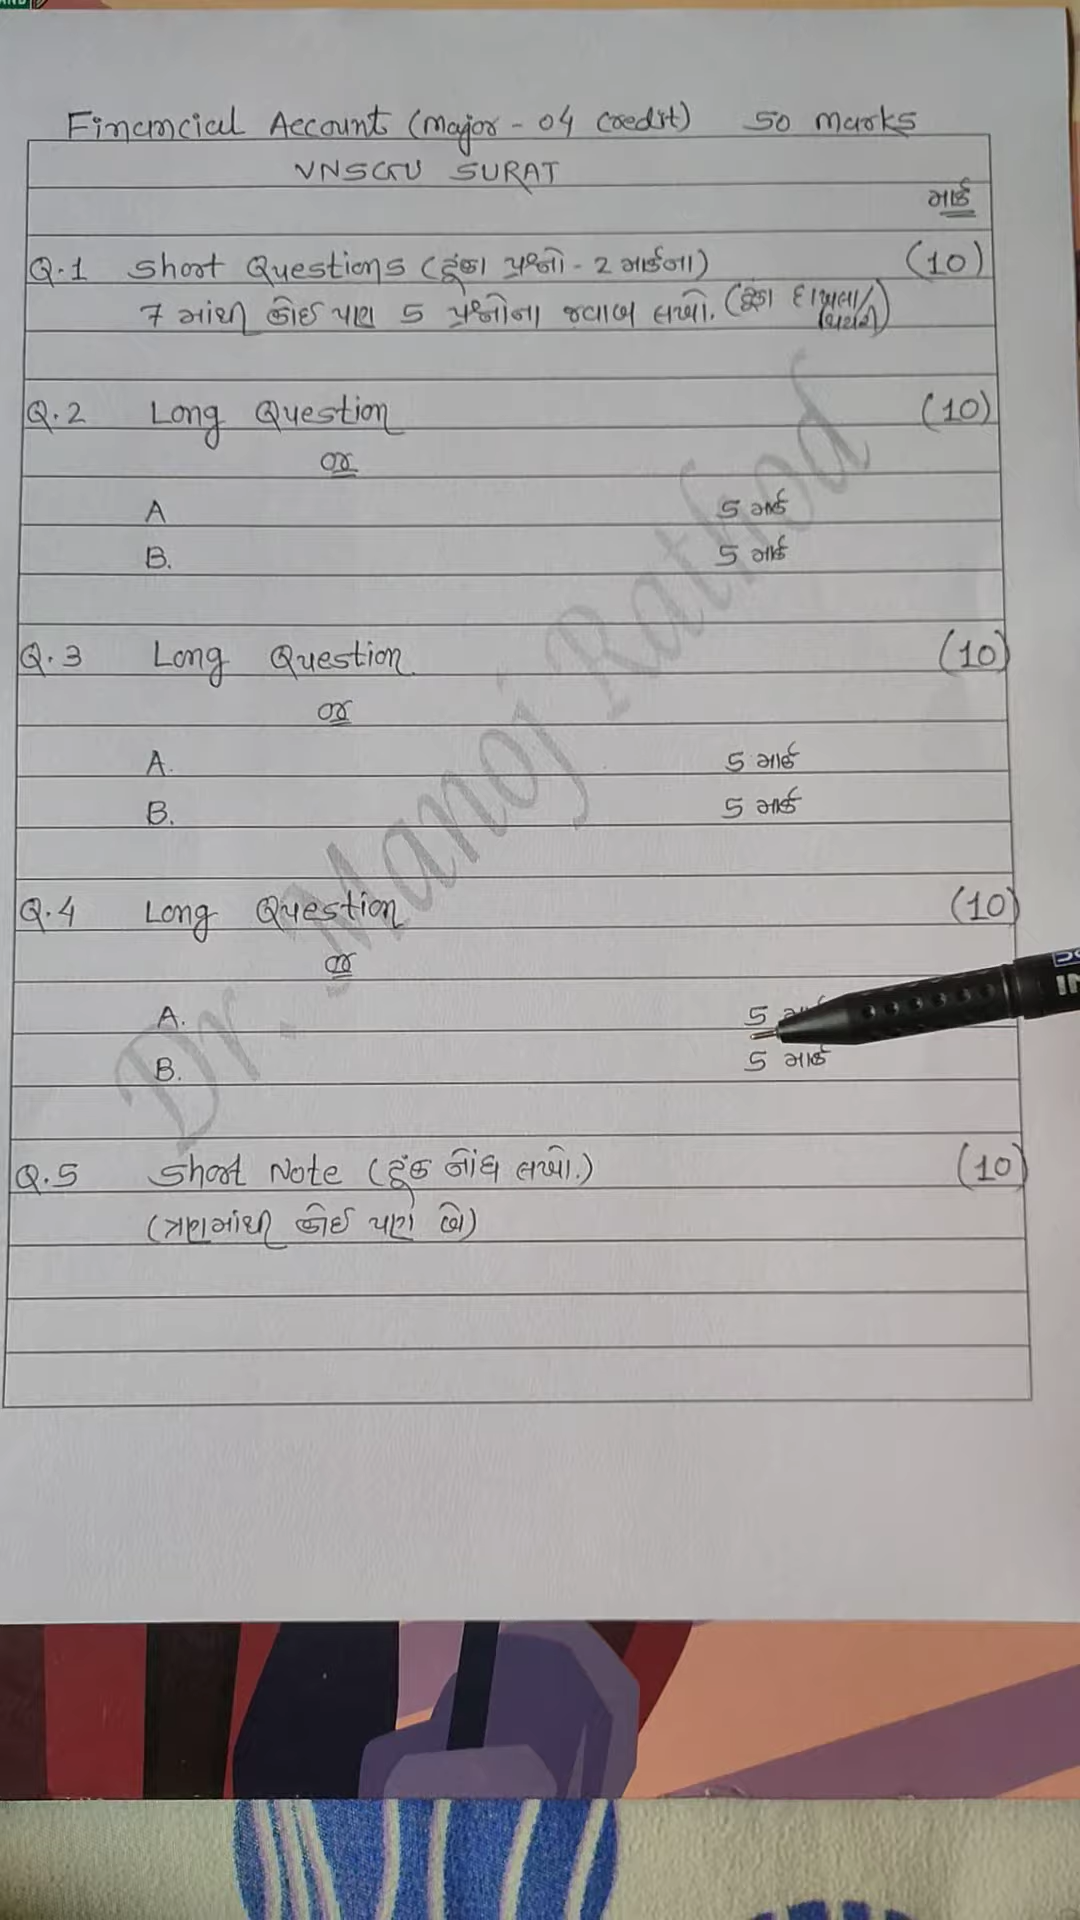 Financial Account (Major - 04 Credit) 50 Marks
VNSGU SURAT
માર્ક
Q.1 Short Questions (ટૂંકા પ્રશ્નો - 2 માર્કના) (10)
7 માંથી કોઈ પણ 5 પ્રશ્નોના જવાબ લખો. (ટૂંકા દાખલા/
Q.2 Long Question (10)
OR
A 5 માર્ક
B. 5 માર્ક
Q.3 Long Question (10)
OR
A. 5 માર્ક
B. 5 માર્ક
Q.4 Long Question (10)
OR
A. 5
B. 5 માર્ક
Q.5 Short Note (ટૂંક નોંધ લખો.) (10)
(ત્રણમાંથી કોઈ પણ બે)
Dr. Manoj Rathod